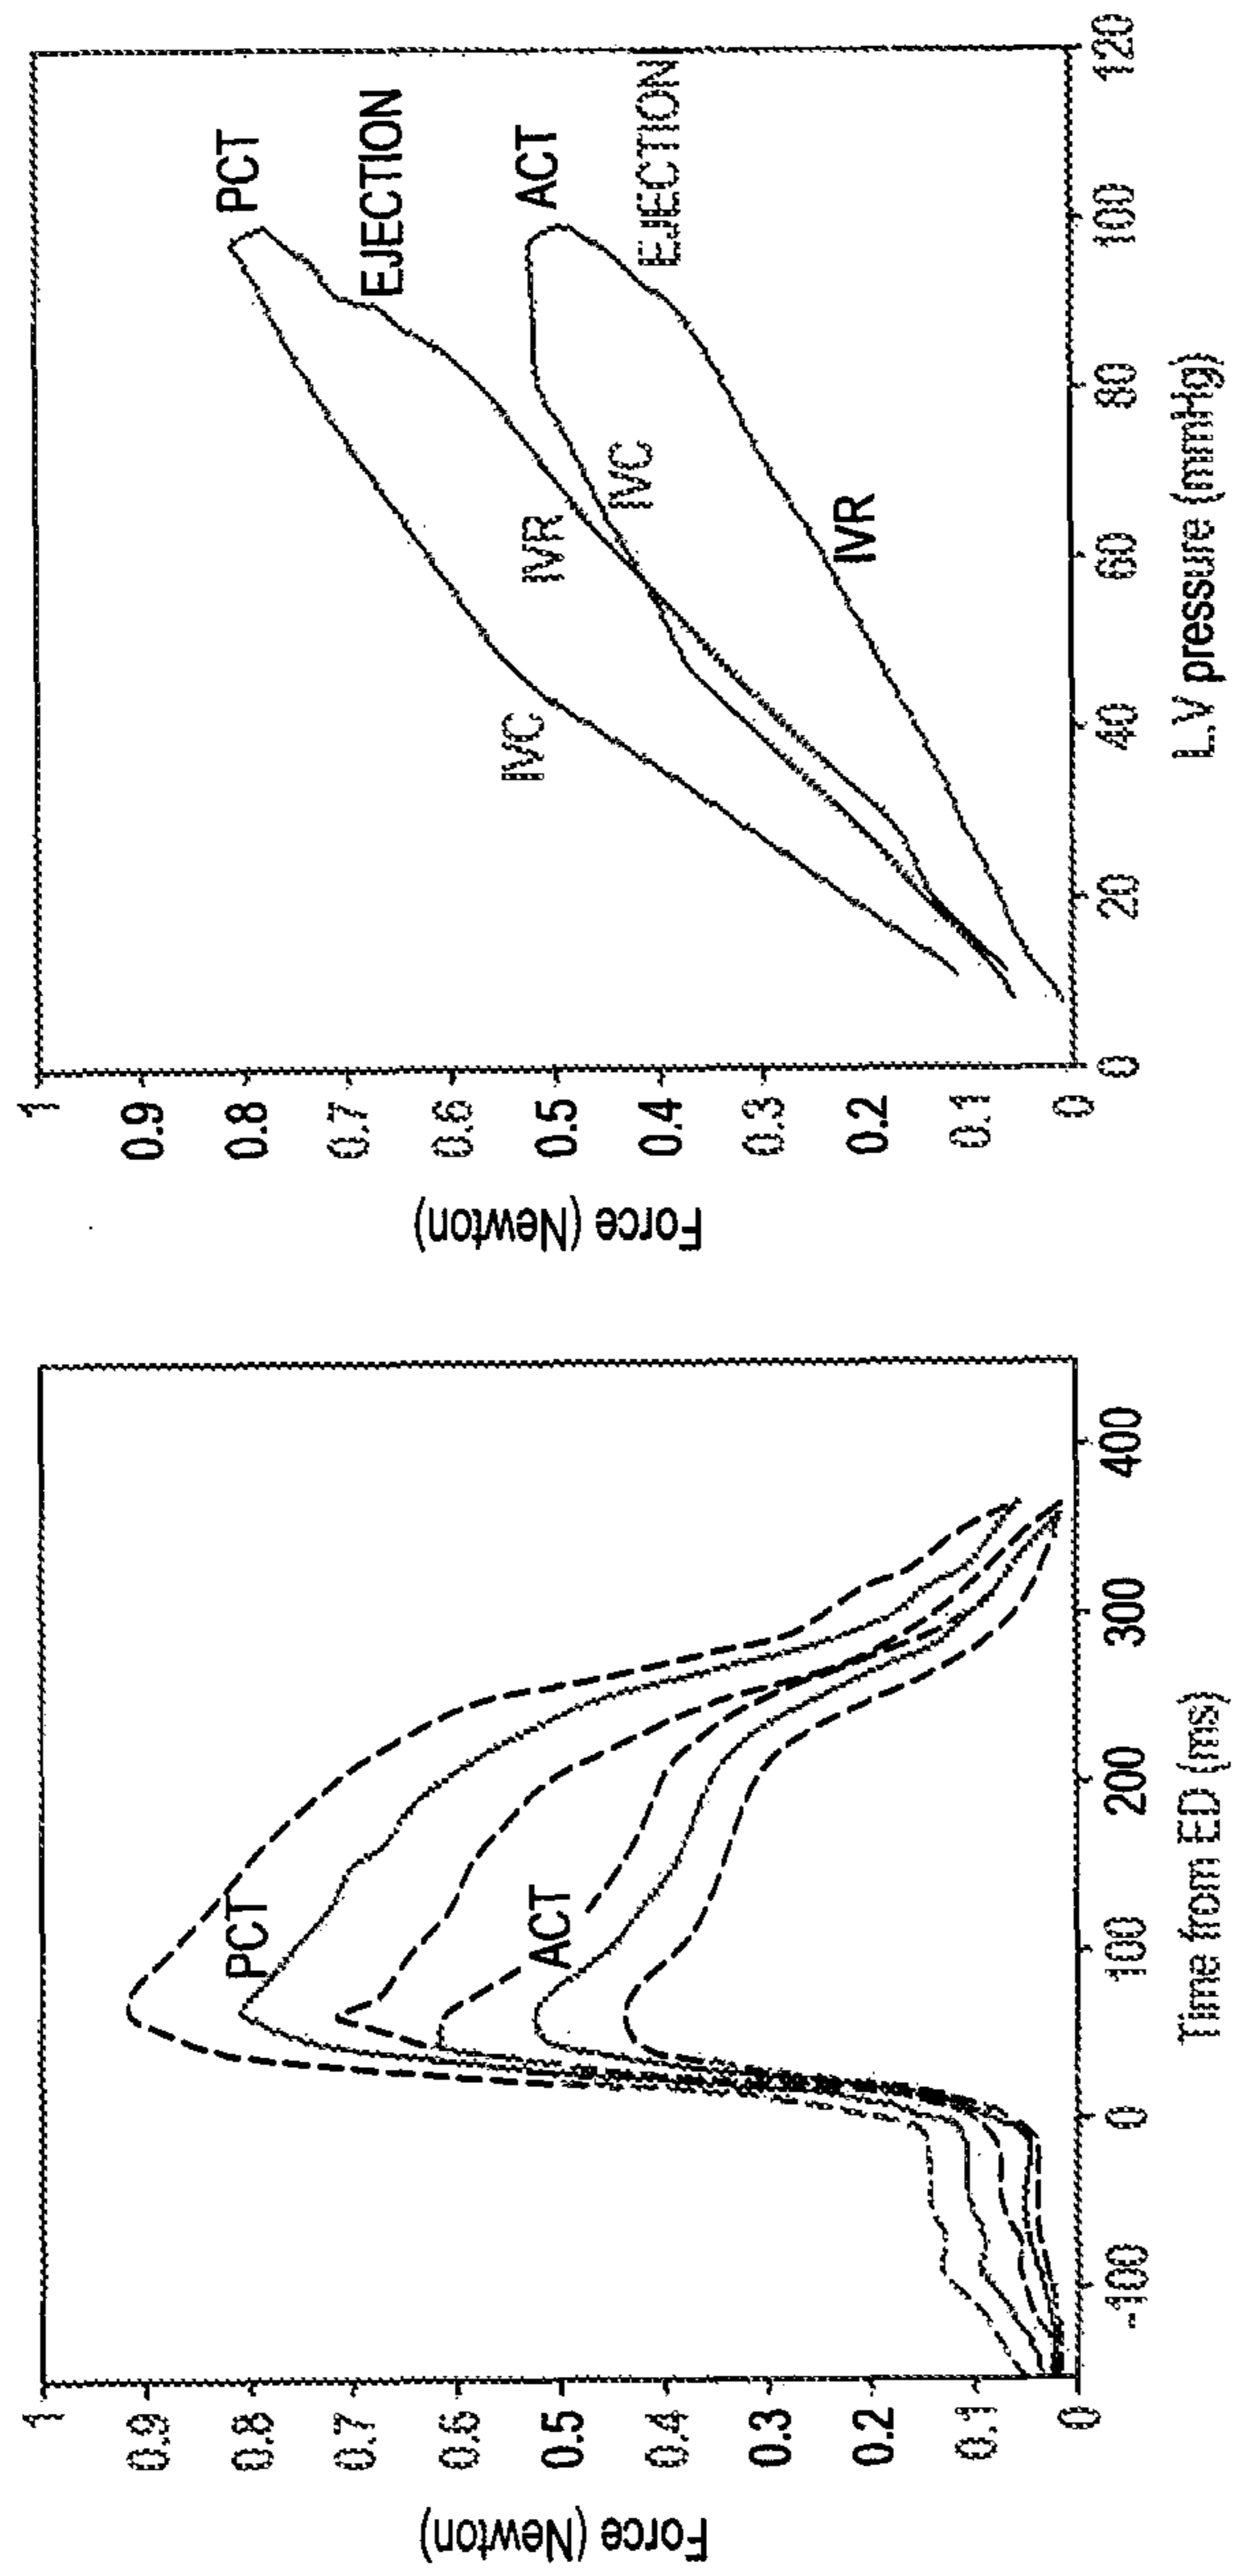 Force (Newton)
1
0.9
0.8
0.7
0.6
0.5
0.4
0.3
0.2
0.1
0
PCT
ACT
-100
0
100
200
300
400
Time from ED (ms)
Force (Newton)
1
0.9
0.8
0.7
0.6
0.5
0.4
0.3
0.2
0.1
0
PCT
EJECTION
ACT
EJECTION
IVC
IVR
IVC
IVR
0
20
40
60
80
100
120
L.V pressure (mmHg)